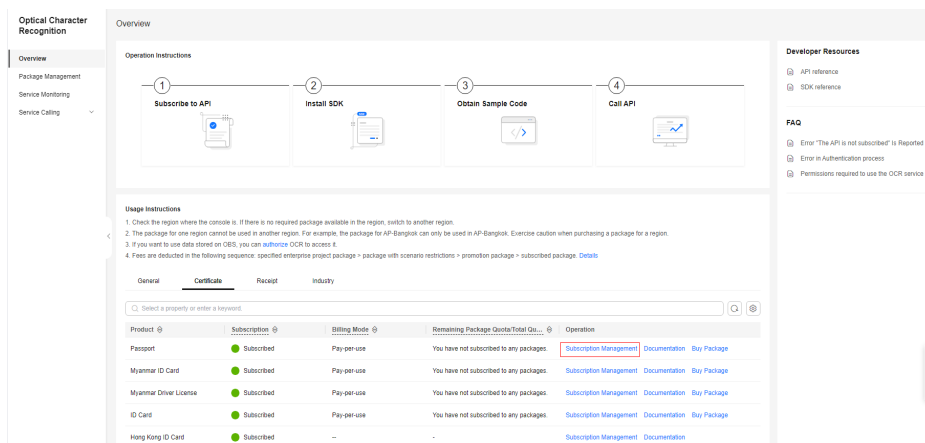 Optical Character
Recognition
Overview
Package Management
Service Monitoring
Service Calling
Overview
Operation Instructions
1
Subscribe to API
2
Install SDK
3
Obtain Sample Code
4
Call API
Usage Instructions
1. Check the region where the console is. If there is no required package available in the region, switch to another region.
2. The package for one region cannot be used in another region. For example, the package for AP-Bangkok can only be used in AP-Bangkok. Exercise caution when purchasing a package for a region.
3. If you want to use data stored on OBS, you can authorize OCR to access it.
4. Fees are deducted in the following sequence: specified enterprise project package > package with scenario restrictions > promotion package > subscribed package. Details
General Certificate Receipt Industry
Select a property or enter a keyword.
Product Subscription Billing Mode Remaining Package Quota/Total Qu... Operation
Passport Subscribed Pay-per-use You have not subscribed to any packages. Subscription Management Documentation Buy Package
Myanmar ID Card Subscribed Pay-per-use You have not subscribed to any packages. Subscription Management Documentation Buy Package
Myanmar Driver License Subscribed Pay-per-use You have not subscribed to any packages. Subscription Management Documentation Buy Package
ID Card Subscribed Pay-per-use You have not subscribed to any packages. Subscription Management Documentation Buy Package
Hong Kong ID Card Subscribed -- - Subscription Management Documentation
Developer Resources
API reference
SDK reference
FAQ
Error "The API is not subscribed" Is Reported
Error in Authentication process
Permissions required to use the OCR service